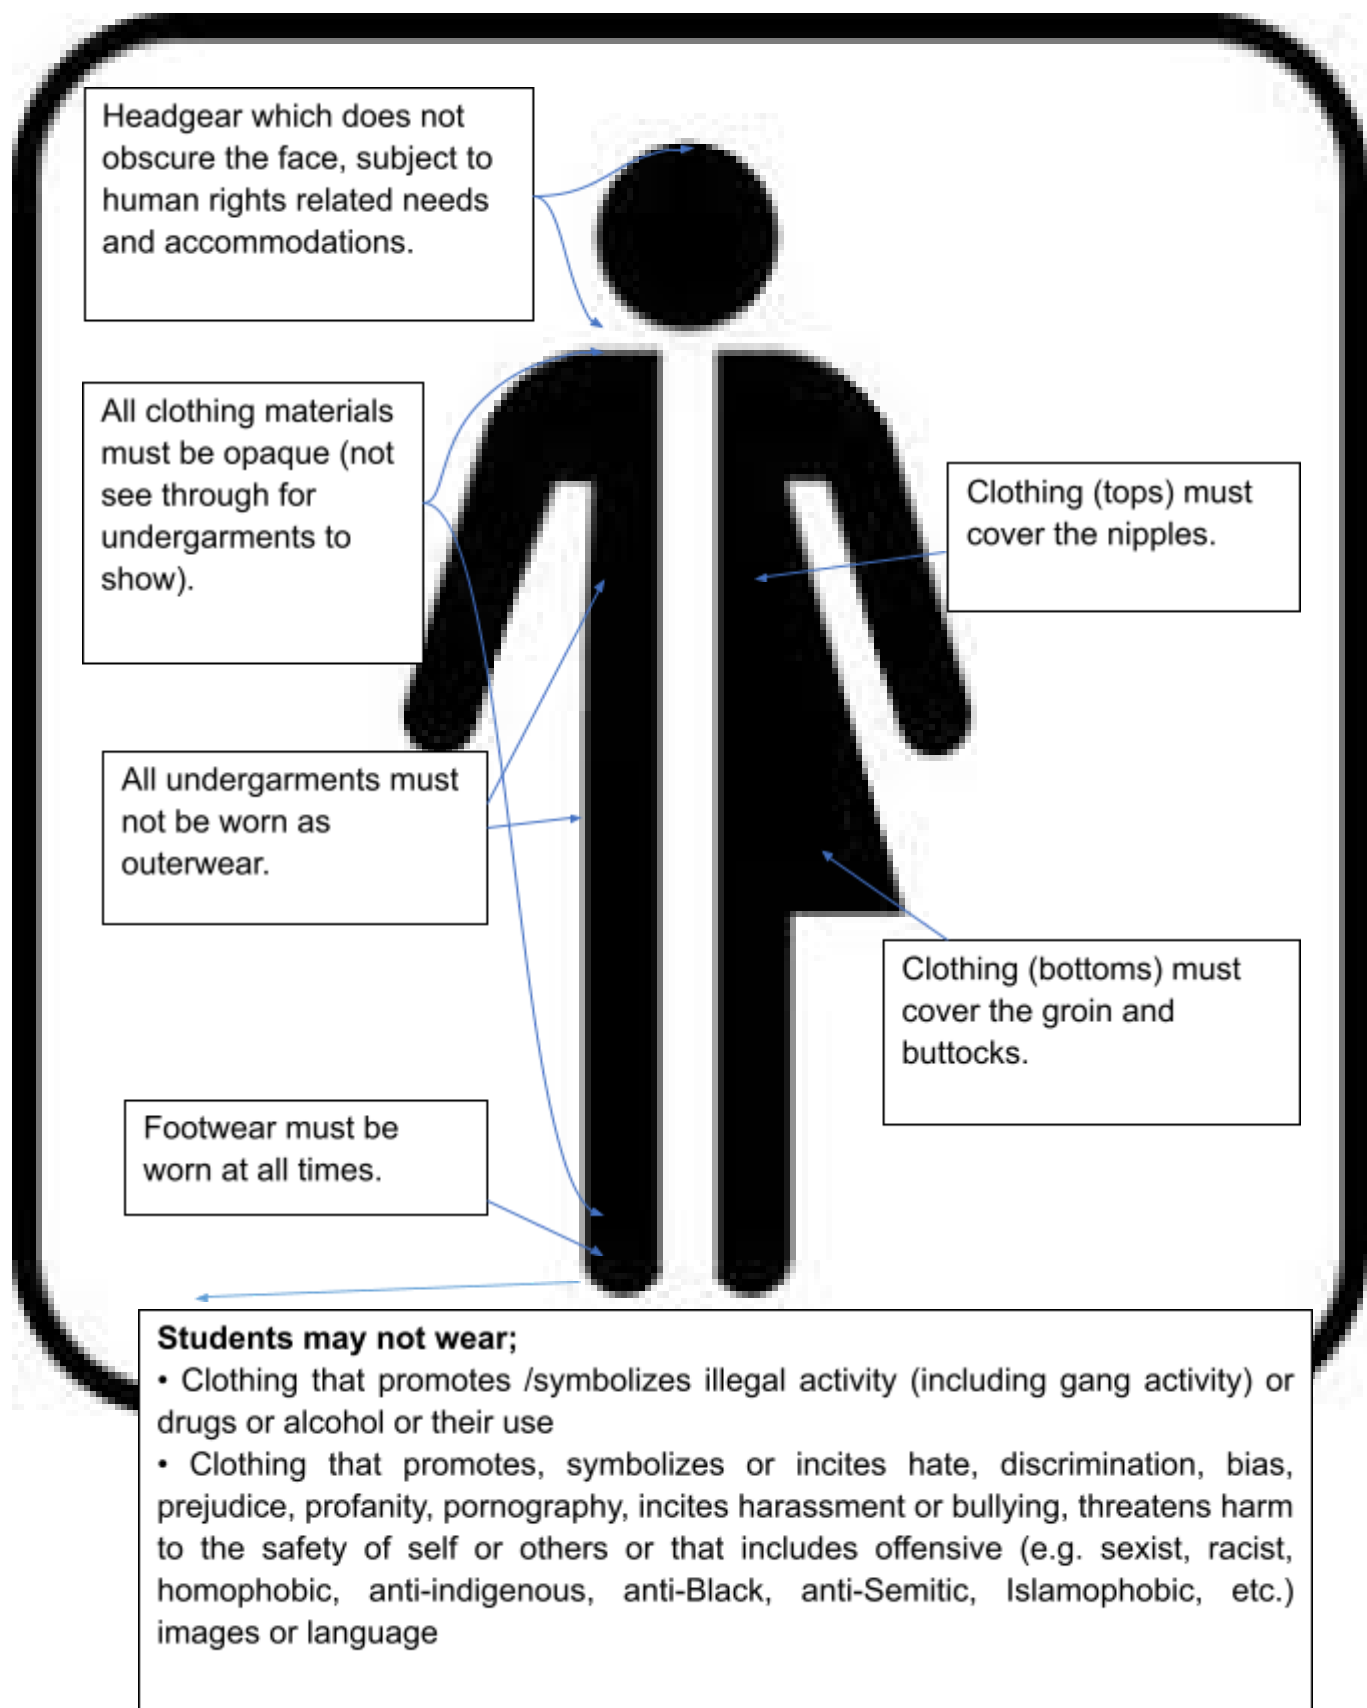 Headgear which does not
obscure the face, subject to
human rights related needs
and accommodations.
All clothing materials
must be opaque (not
see through for
undergarments to
show).
Clothing (tops) must
cover the nipples.
All undergarments must
not be worn as
outerwear.
Clothing (bottoms) must
cover the groin and
buttocks.
Footwear must be
worn at all times.
Students may not wear;
• Clothing that promotes /symbolizes illegal activity (including gang activity) or
drugs or alcohol or their use
• Clothing that promotes, symbolizes or incites hate, discrimination, bias,
prejudice, profanity, pornography, incites harassment or bullying, threatens harm
to the safety of self or others or that includes offensive (e.g. sexist, racist,
homophobic, anti-indigenous, anti-Black, anti-Semitic, Islamophobic, etc.)
images or language